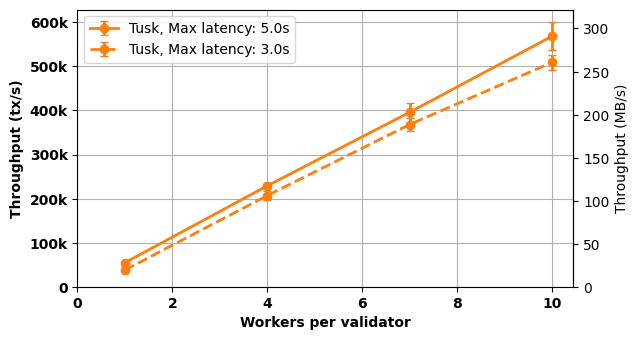 Tusk, Max latency: 5.0s
Tusk, Max latency: 3.0s
Throughput (tx/s)
600k
500k
400k
300k
200k
100k
0
300
250
200
150
100
50
0
Throughput (MB/s)
0 2 4 6 8 10
Workers per validator